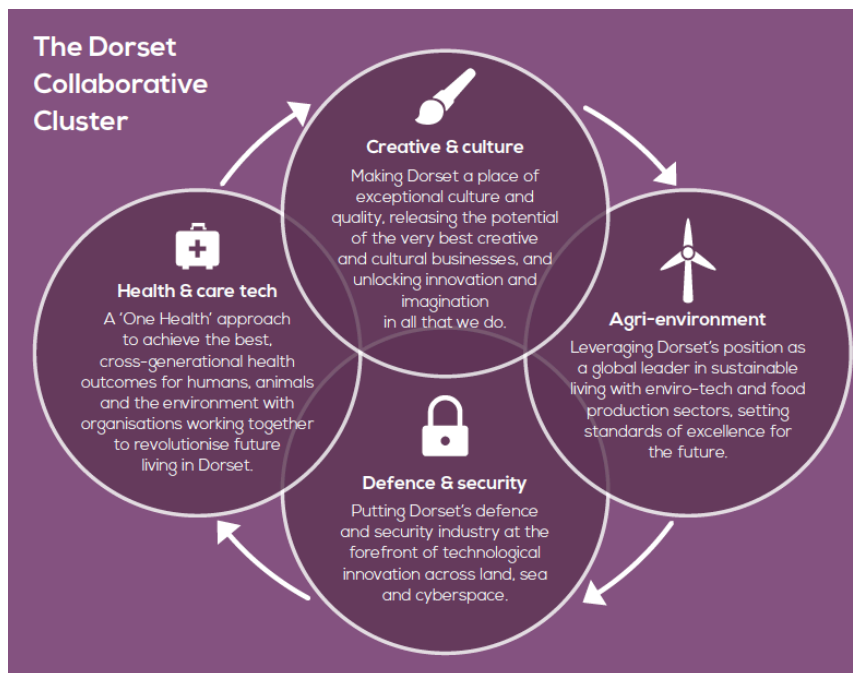 The Dorset
Collaborative
Cluster
Creative & culture
Making Dorset a place of
exceptional culture and
quality, releasing the potential
of the very best creative
and cultural businesses, and
unlocking innovation and
imagination
in all that we do.
Health & care tech
A 'One Health' approach
to achieve the best,
cross-generational health
outcomes for humans, animals
and the environment with
organisations working together
to revolutionise future
living in Dorset.
Agri-environment
Leveraging Dorset's position as
a global leader in sustainable
living with enviro-tech and food
production sectors, setting
standards of excellence for
the future.
Defence & security
Putting Dorset's defence
and security industry at the
forefront of technological
innovation across land, sea
and cyberspace.